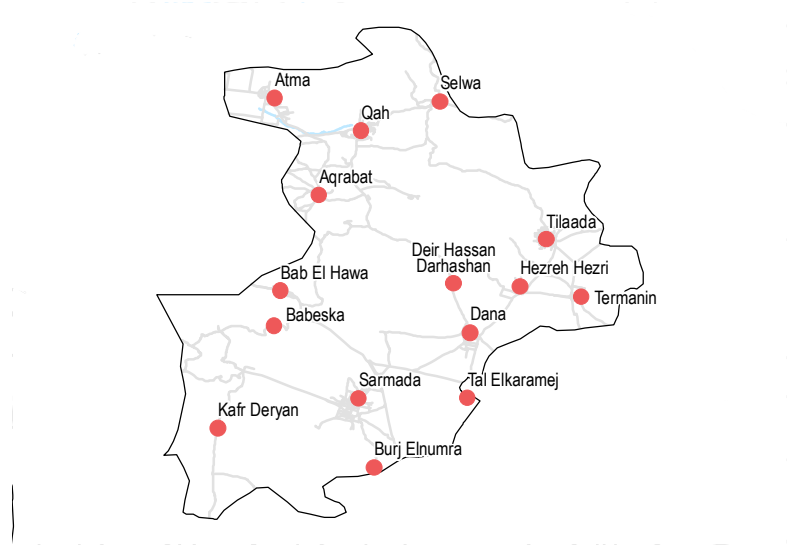 Atma
Selwa
Qah
Aqrabat
Tilaada
Deir Hassan
Darhashan
Hezreh Hezri
Bab El Hawa
Termanin
Babeska
Dana
Sarmada
Tal Elkaramej
Kafr Deryan
Burj Elnumra